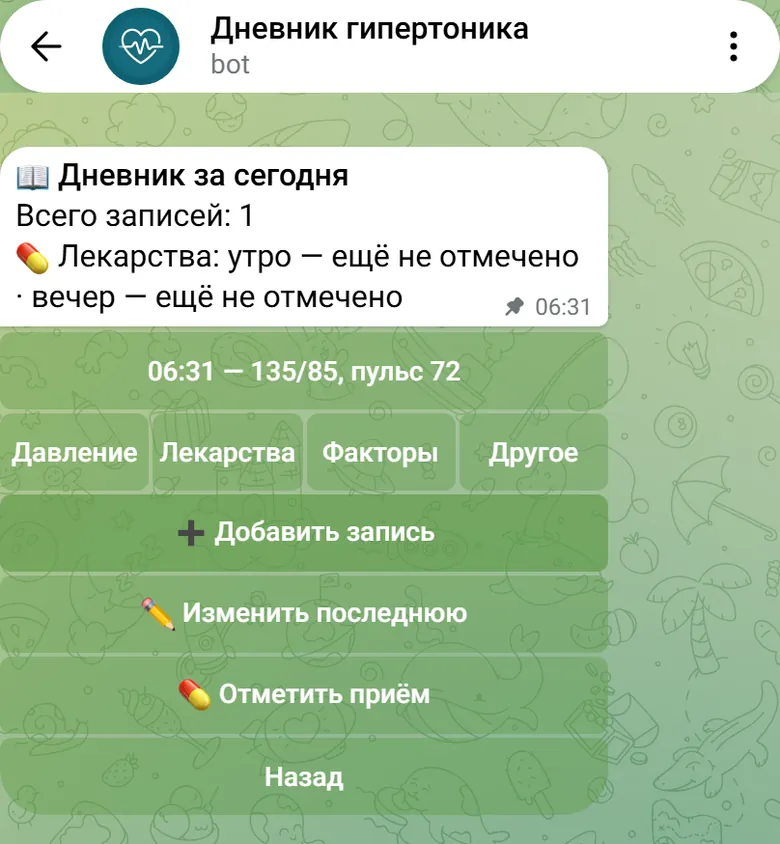 Дневник гипертоника
bot
📖 Дневник за сегодня
Всего записей: 1
💊 Лекарства: утро — ещё не отмечено
· вечер — ещё не отмечено
06:31
06:31 — 135/85, пульс 72
Давление Лекарства Факторы Другое
➕ Добавить запись
✏️ Изменить последнюю
💊 Отметить приём
Назад